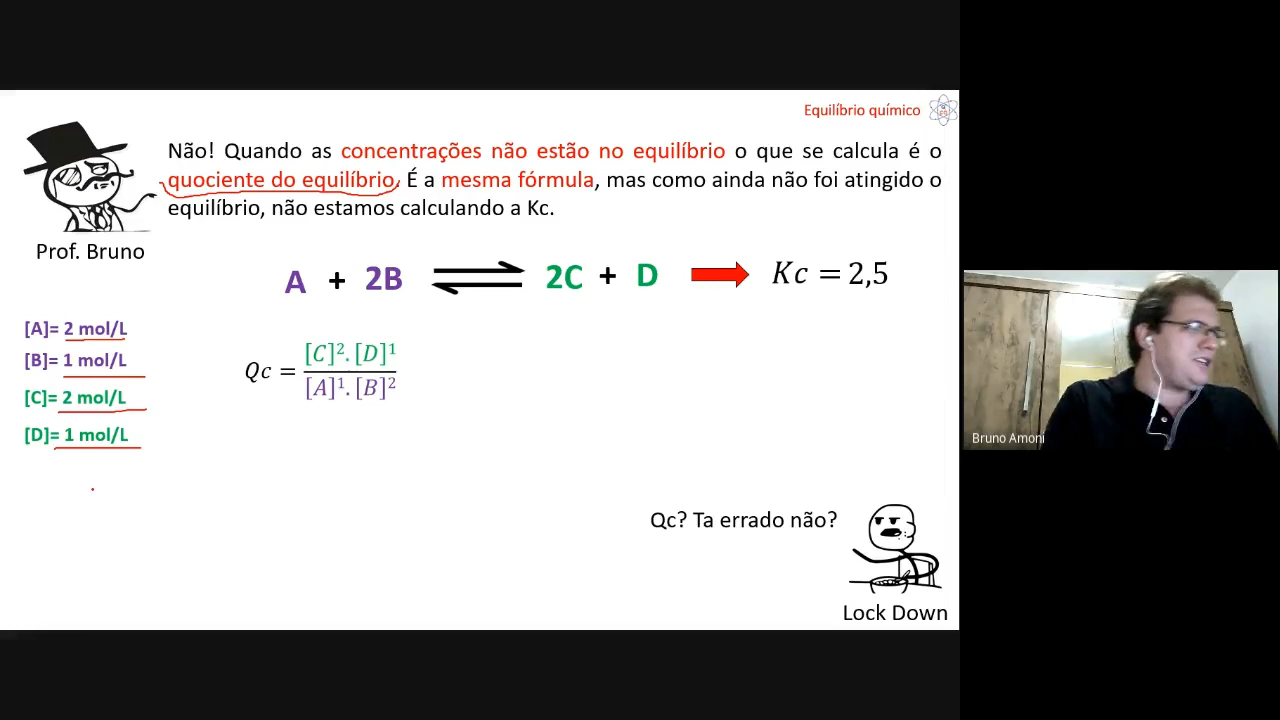 Equilíbrio químico
Não! Quando as concentrações não estão no equilíbrio o que se calcula é o
quociente do equilíbrio. É a mesma fórmula, mas como ainda não foi atingido o
equilíbrio, não estamos calculando a Kc.
Prof. Bruno
A + 2B ⇌ 2C + D ➡ Kc = 2,5
[A]= 2 mol/L
[B]= 1 mol/L
[C]= 2 mol/L
[D]= 1 mol/L
Qc = [C]². [D]¹ / [A]¹. [B]²
Bruno Amoni
Qc? Ta errado não?
Lock Down